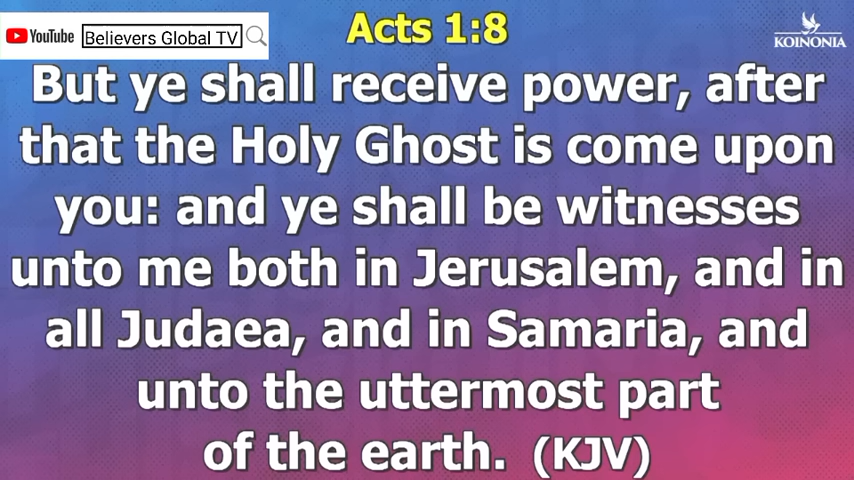 YouTube Believers Global TV
Acts 1:8
KOINONIA
But ye shall receive power, after
that the Holy Ghost is come upon
you: and ye shall be witnesses
unto me both in Jerusalem, and in
all Judaea, and in Samaria, and
unto the uttermost part
of the earth. (KJV)